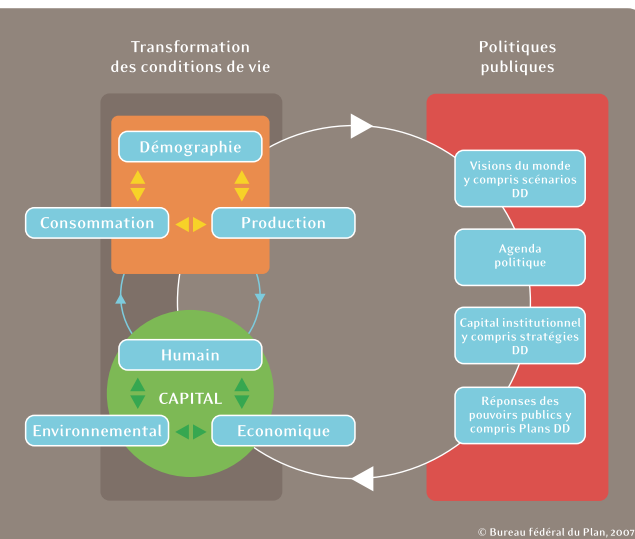 Transformation
des conditions de vie
Politiques
publiques
Démographie
Consommation
Production
Humain
CAPITAL
Environnemental
Economique
Visions du monde
y compris scénarios
DD
Agenda
politique
Capital institutionnel
y compris stratégies
DD
Réponses des
pouvoirs publics y
compris Plans DD
© Bureau fédéral du Plan, 2007